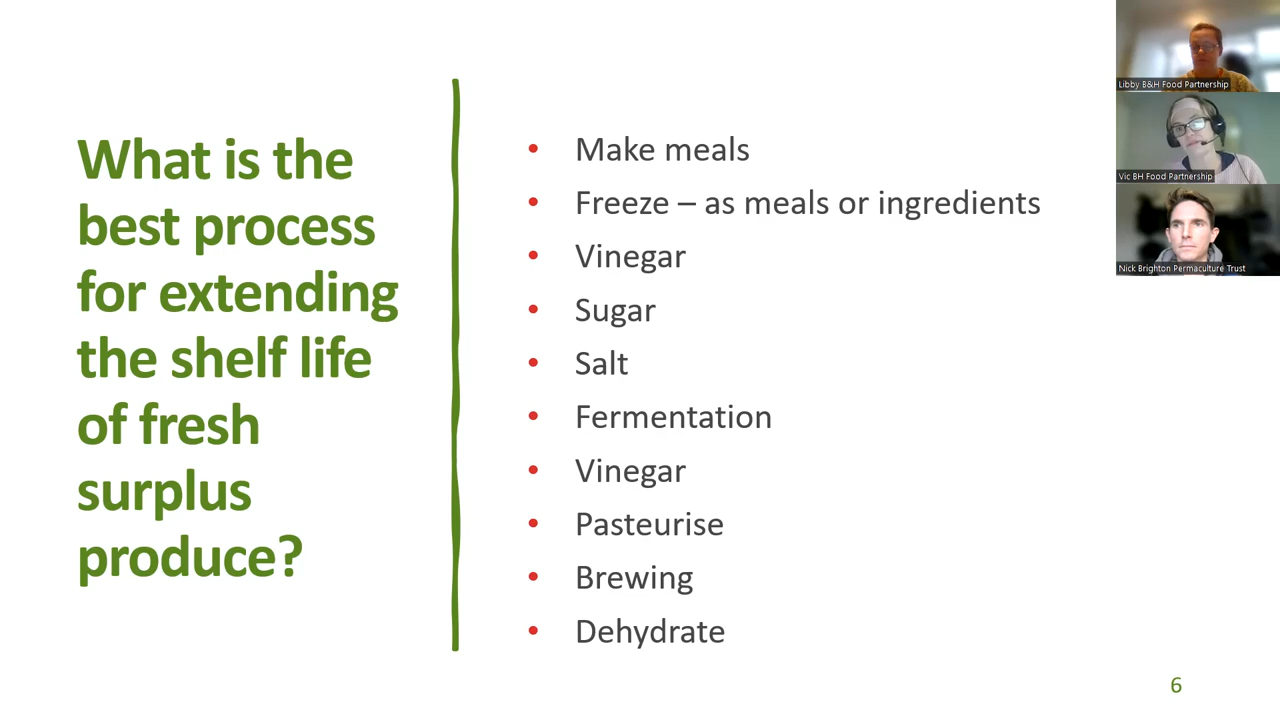 What is the
best process
for extending
the shelf life
of fresh
surplus
produce?
• Make meals
• Freeze – as meals or ingredients
• Vinegar
• Sugar
• Salt
• Fermentation
• Vinegar
• Pasteurise
• Brewing
• Dehydrate
6
Libby B&H Food Partnership
Vic BH Food Partnership
Nick Brighton Permaculture Trust